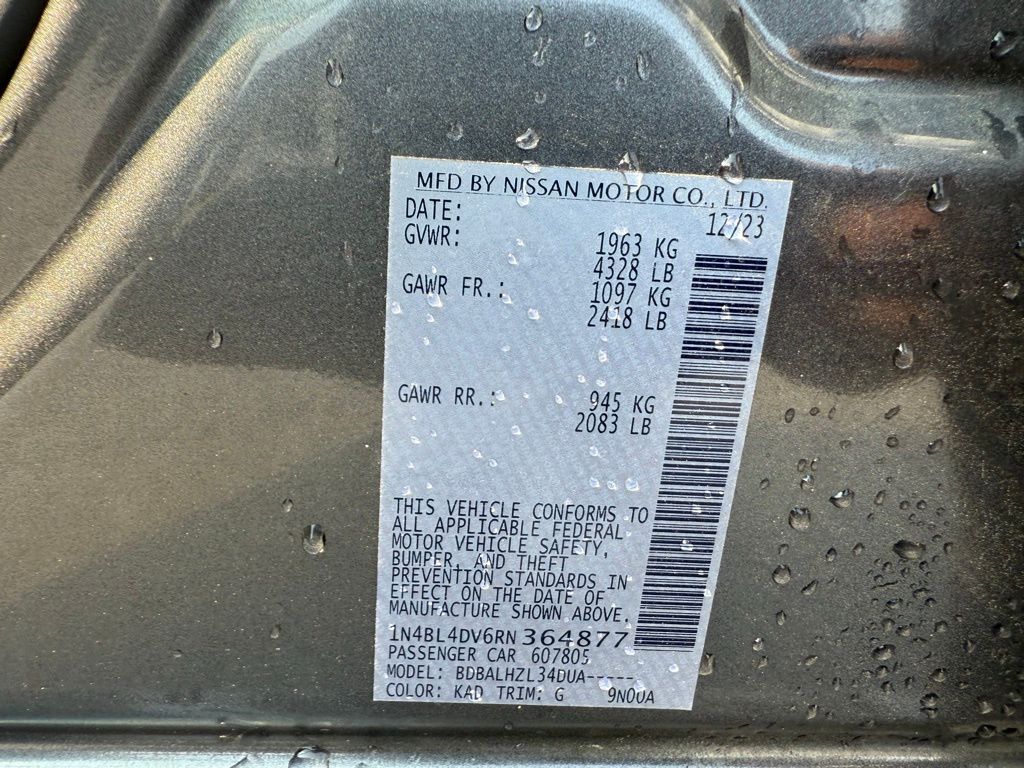 MFD BY NISSAN MOTOR CO., LTD.
DATE: 12/23
GVWR: 1963 KG
4328 LB
GAWR FR.: 1097 KG
2418 LB
GAWR RR.: 945 KG
2083 LB
THIS VEHICLE CONFORMS TO
ALL APPLICABLE FEDERAL
MOTOR VEHICLE SAFETY,
BUMPER, AND THEFT
PREVENTION STANDARDS IN
EFFECT ON THE DATE OF
MANUFACTURE SHOWN ABOVE.
1N4BL4DV6RN364877
PASSENGER CAR 607805
MODEL: BDBALHZL34DUA-----
COLOR: KAD TRIM: G 9N00A